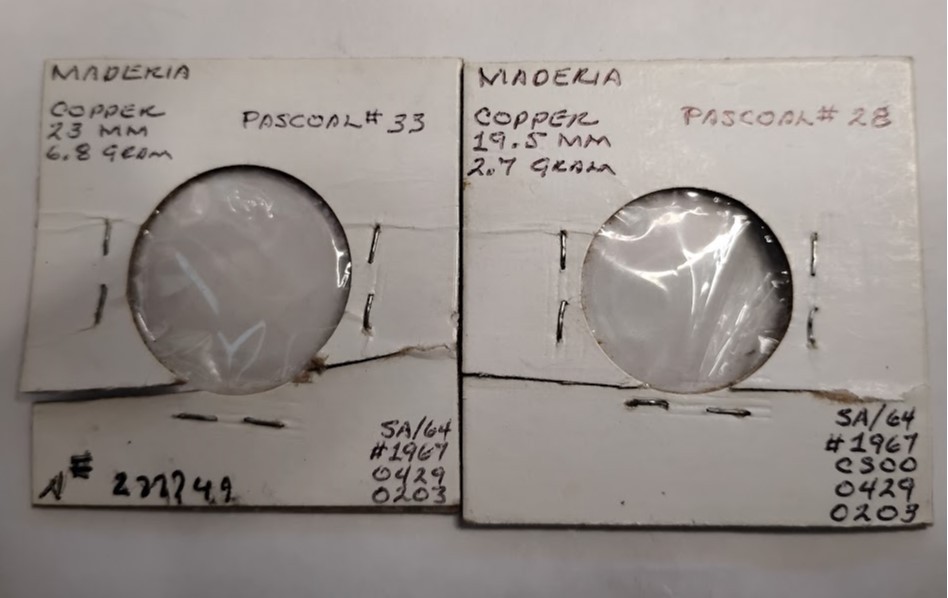 MADERIA
COPPER
23 MM
6.8 GRAM
PASCOAL# 33
SA/64
#1967
0429
0203
MADERIA
COPPER
19.5 MM
2.7 GRAM
PASCOAL# 28
SA/64
#1967
CSOO
0429
0203